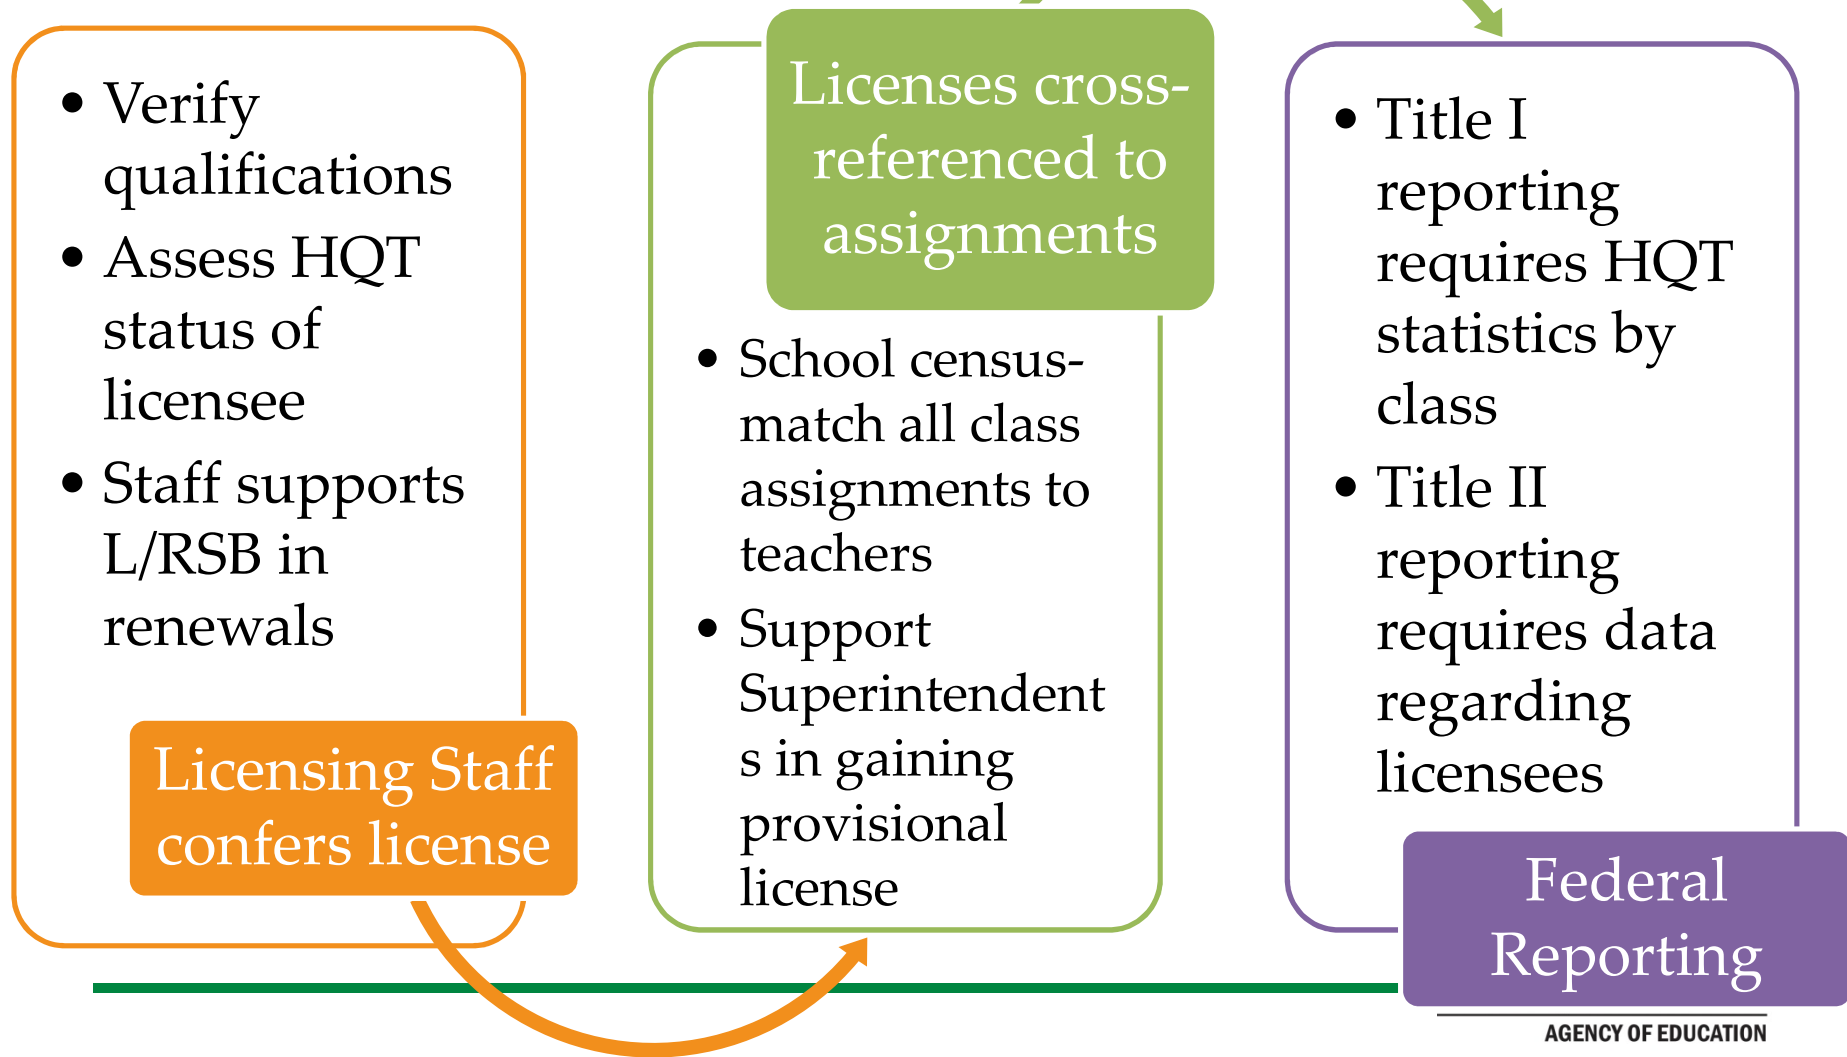 • Verify
qualifications
• Assess HQT
status of
licensee
• Staff supports
L/RSB in
renewals
Licensing Staff
confers license
Licenses cross-
referenced to
assignments
• School census-
match all class
assignments to
teachers
• Support
Superintendent
s in gaining
provisional
license
• Title I
reporting
requires HQT
statistics by
class
• Title II
reporting
requires data
regarding
licensees
Federal
Reporting
AGENCY OF EDUCATION